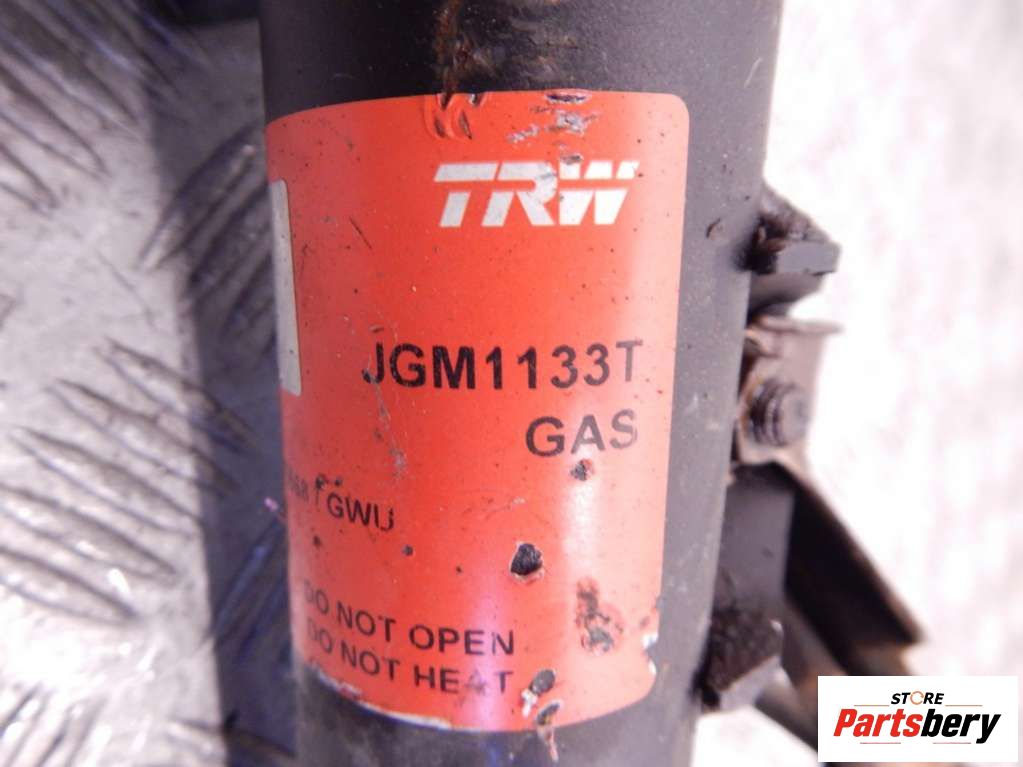 TRW
JGM1133T
GAS
GWU
DO NOT OPEN
DO NOT HEAT
STORE
Partsbery